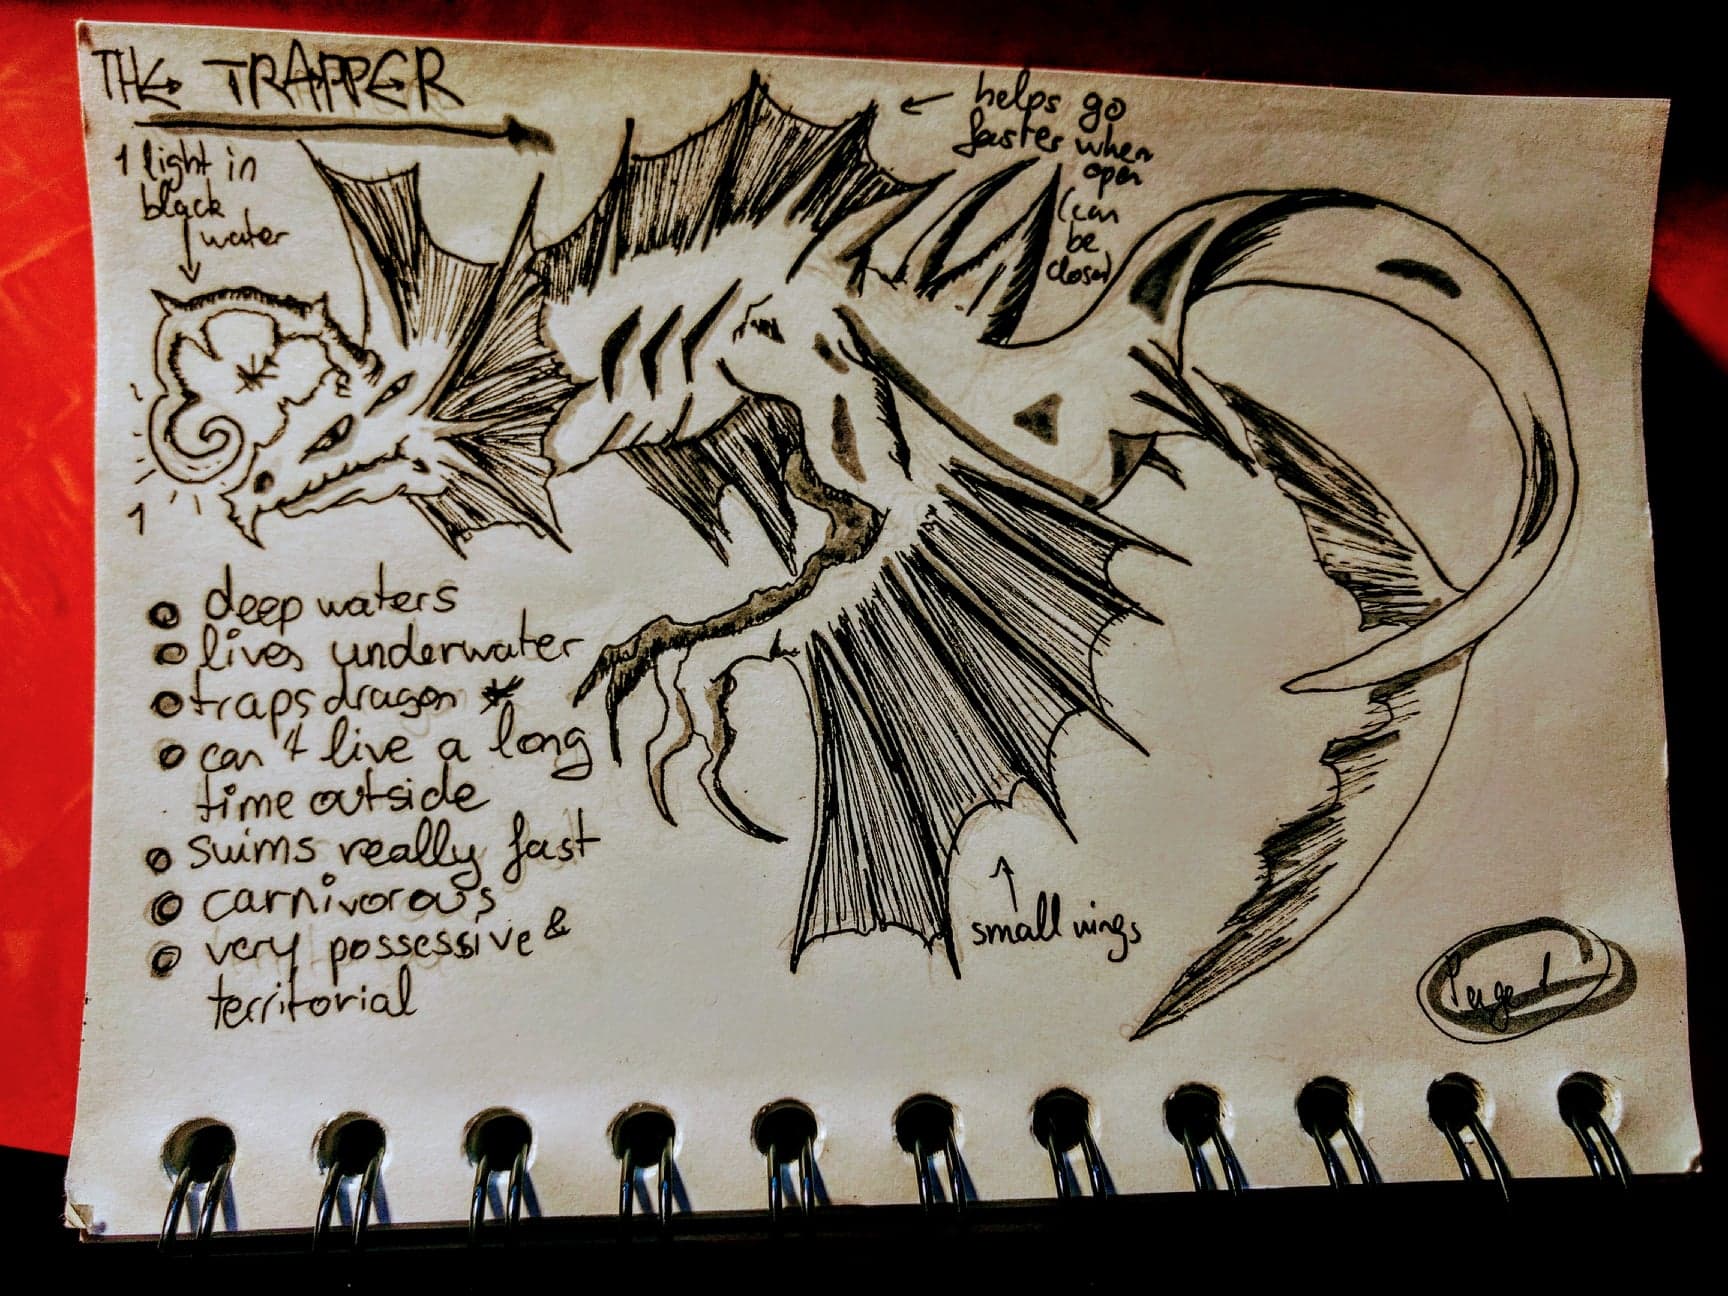 THE TRAPPER
1 light in
black
water
helps go
faster when
open
(can
be
closed)
1
deep waters
lives underwater
traps dragon *
can't live a long
time outside
swims really fast
carnivorous
very possessive &
territorial
small wings